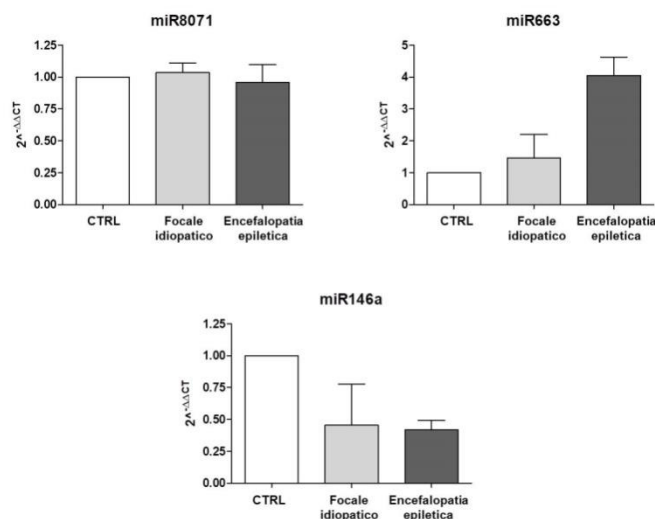 miR8071
1.25
1.00
0.75
0.50
0.25
0.00
2^-ΔΔCT
CTRL
Focale
idiopatico
Encefalopatia
epiletica
miR663
5
4
3
2
1
0
2^-ΔΔCT
CTRL
Focale
idiopatico
Encefalopatia
epiletica
miR146a
1.25
1.00
0.75
0.50
0.25
0.00
2^-ΔΔCT
CTRL
Focale
idiopatico
Encefalopatia
epiletica